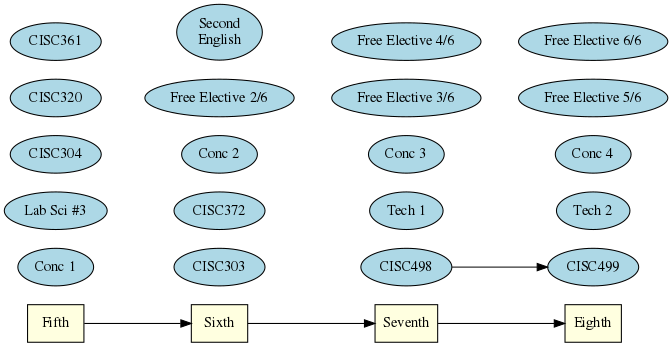 CISC361
Second
English
Free Elective 4/6
Free Elective 6/6
CISC320
Free Elective 2/6
Free Elective 3/6
Free Elective 5/6
CISC304
Conc 2
Conc 3
Conc 4
Lab Sci #3
CISC372
Tech 1
Tech 2
Conc 1
CISC303
CISC498
CISC499
Fifth
Sixth
Seventh
Eighth